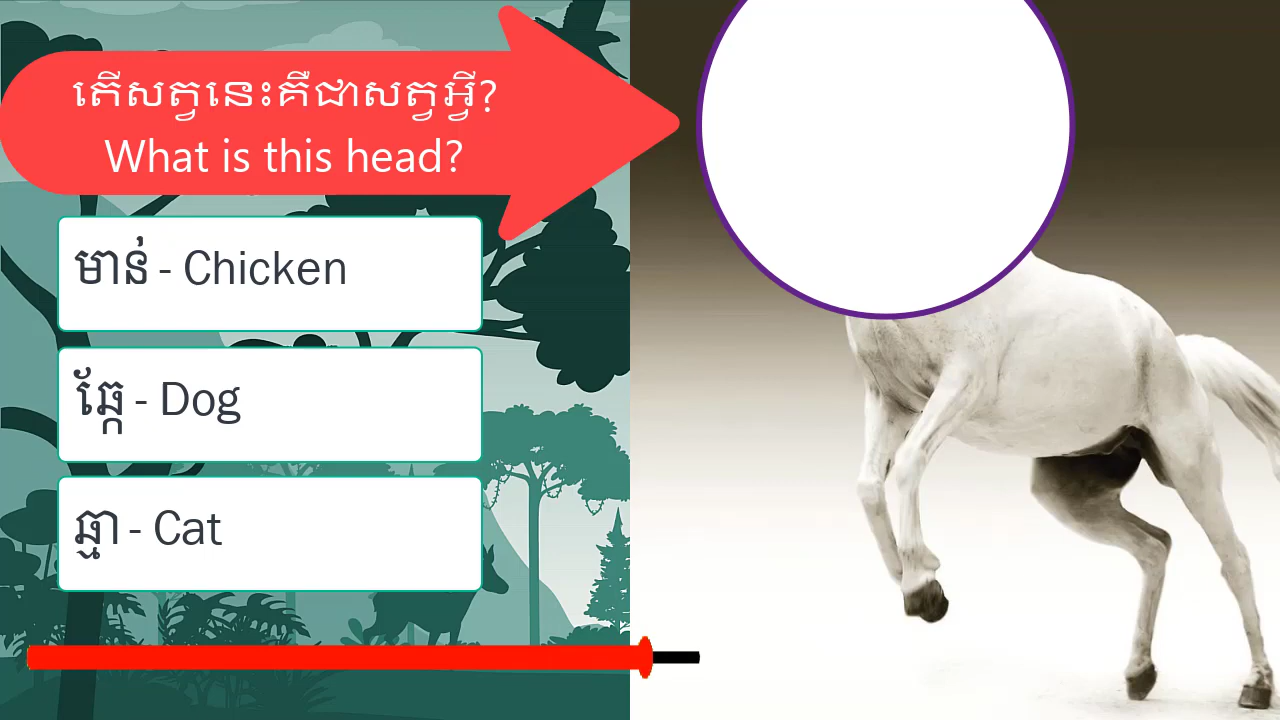 តើសត្វនេះគឺជាសត្វអ្វី?
What is this head?
មាន់ - Chicken
ឆ្កែ - Dog
ឆ្មា - Cat